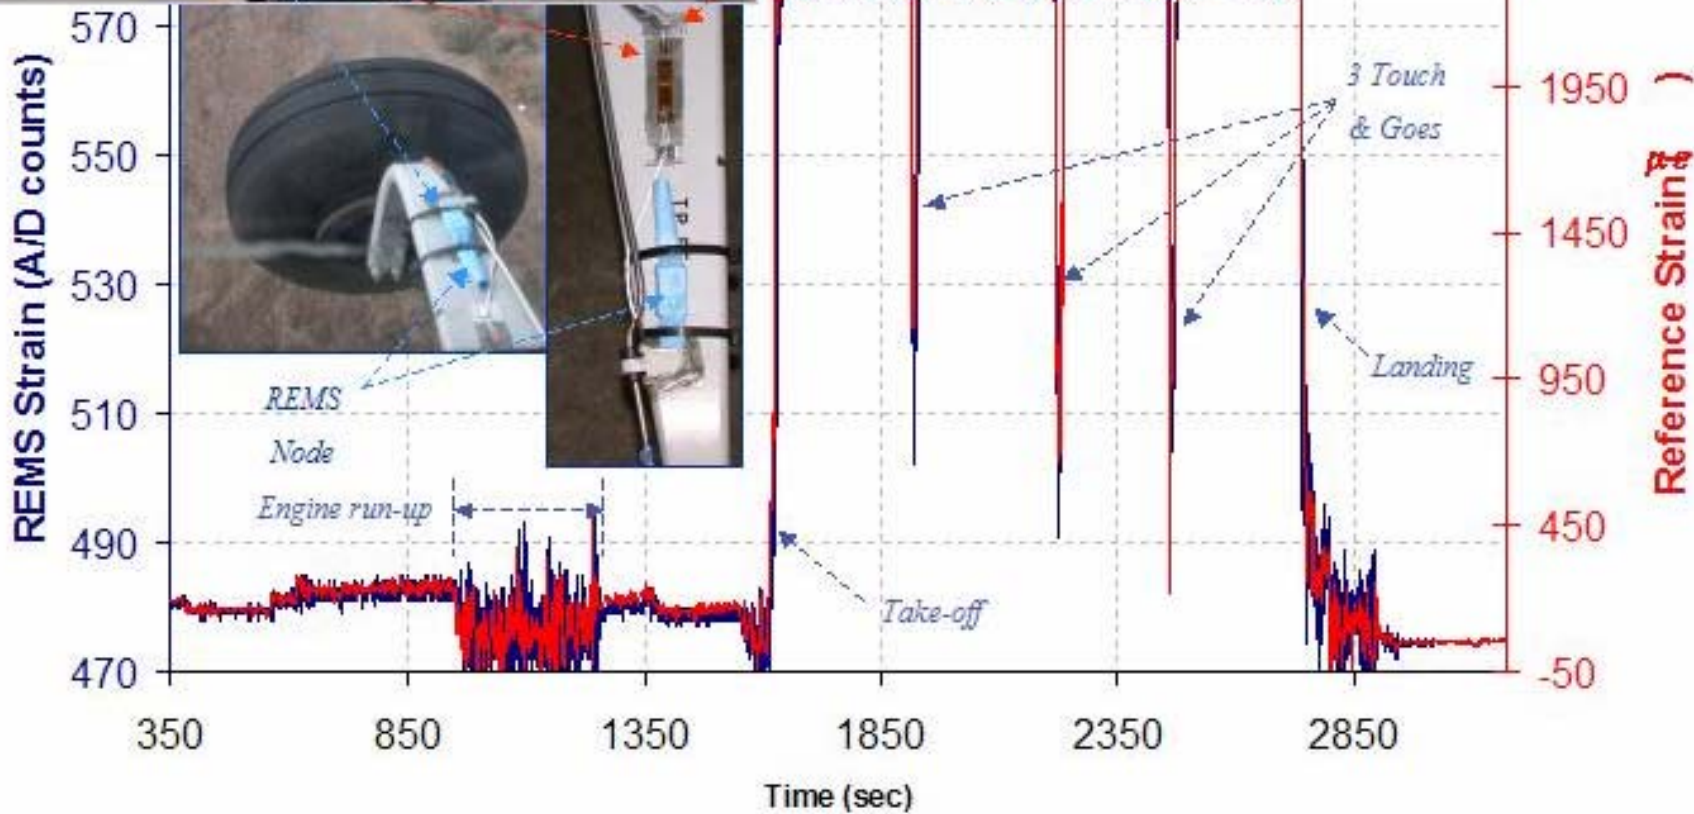 570
550
530
510
490
470
REMS Strain (A/D counts)
TP
REMS
Node
Engine run-up
Take-off
3 Touch
& Goes
Landing
1950
1450
950
450
-50
Reference Strain
350 850 1350 1850 2350 2850
Time (sec)